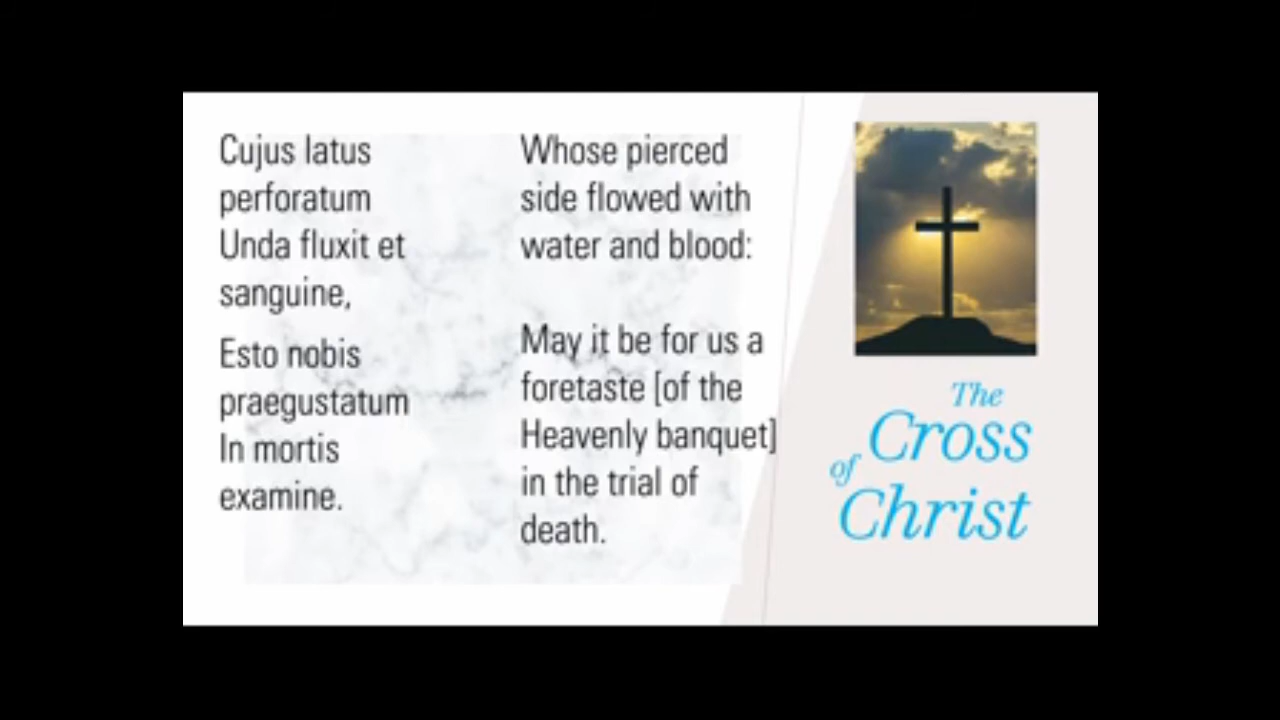 Cujus latus
perforatum
Unda fluxit et
sanguine,
Esto nobis
praegustatum
In mortis
examine.
Whose pierced
side flowed with
water and blood:
May it be for us a
foretaste [of the
Heavenly banquet]
in the trial of
death.
The
Cross
of
Christ